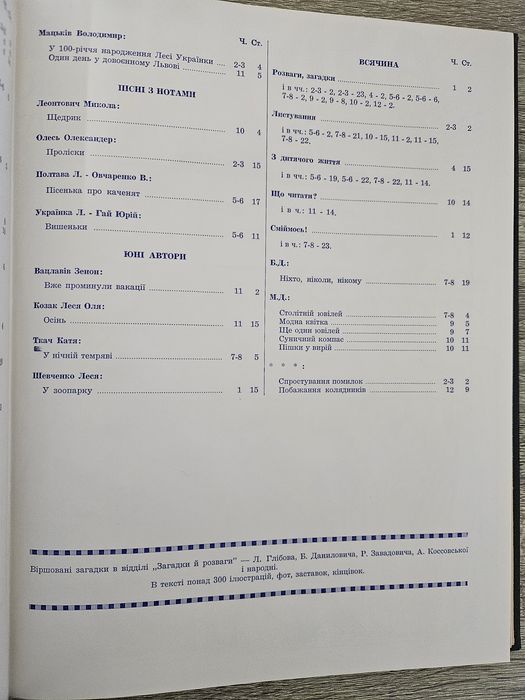 Мацьків Володимир:
Ч. Ст.
У 100-річчя народження Лесі Українки 2-3 4
Один день у довоєнному Львові 11 5
ПІСНІ З НОТАМИ
Леонтович Микола:
Щедрик 10 4
Олесь Олександер:
Проліски 2-3 15
Полтава Л. - Овчаренко В.:
Пісенька про каченят 5-6 17
Українка Л. - Гай Юрій:
Вишеньки 5-6 11
ЮНІ АВТОРИ
Вацлавів Зенон:
Вже проминули вакації 11 2
Козак Леся Оля:
Осінь 11 15
Ткач Катя:
У нічній темряві 7-8 5
Шевченко Леся:
У зоопарку 1 15
ВСЯЧИНА Ч. Ст.
Розваги, загадки 1 2
і в чч.: 2-3 - 2, 2-3 - 23, 4 - 2, 5-6 - 2, 5-6 - 6,
7-8 - 2, 9 - 2, 9 - 8, 10 - 2, 12 - 2.
Листування 2-3 2
і в чч.: 5-6 - 2, 7-8 - 21, 10 - 15, 11 - 2, 11 - 15,
7-8 - 22.
З дитячого життя 4 15
і в чч: 5-6 - 19, 5-6 - 22, 7-8 - 22, 11 - 14.
Що читати? 10 14
і в ч.: 11 - 14.
Сміймось! 1 12
і в ч.: 7-8 - 23.
Б.Д.:
Ніхто, ніколи, нікому 7-8 19
М.Д.:
Столітній ювілей 7-8 4
Модна квітка 9 5
Ще один ювілей 9 7
Суничний компас 10 11
Пішки у вирій 10 11
* * * :
Спростування помилок 2-3 2
Побажання колядників 12 9
Віршовані загадки в відділі „Загадки й розваги" — Л. Глібова, Б. Даниловича, Р. Завадовича, А. Коссовської
і народні.
В тексті понад 300 ілюстрацій, фот, заставок, кінцівок.